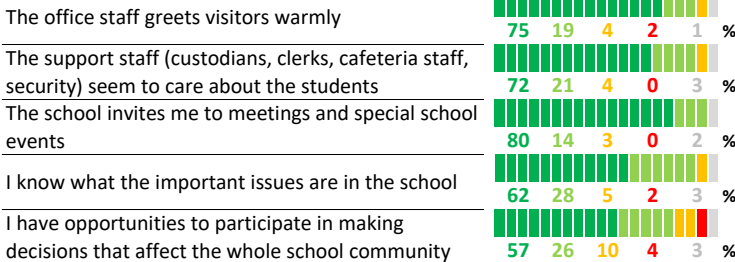 The office staff greets visitors warmly
75 19 4 2 1 %
The support staff (custodians, clerks, cafeteria staff,
security) seem to care about the students
72 21 4 0 3 %
The school invites me to meetings and special school
events
80 14 3 0 2 %
I know what the important issues are in the school
62 28 5 2 3 %
I have opportunities to participate in making
decisions that affect the whole school community
57 26 10 4 3 %